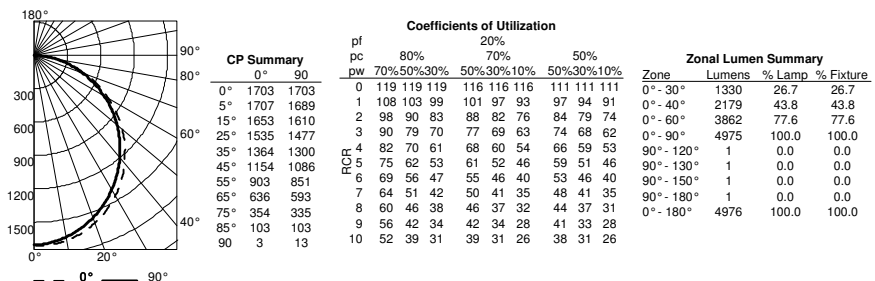 180°
90°
80°
60°
40°
300
600
900
1200
1500
0° 20°
0° 90°
CP Summary
0° 90
0° 1703 1703
5° 1707 1689
15° 1653 1610
25° 1535 1477
35° 1364 1300
45° 1154 1086
55° 903 851
65° 636 593
75° 354 335
85° 103 103
90 3 13
Coefficients of Utilization
pf 20%
pc 80% 70% 50%
pw 70%50%30% 50%30%10% 50%30%10%
RCR
0 119 119 119 116 116 116 111 111 111
1 108 103 99 101 97 93 97 94 91
2 98 90 83 88 82 76 84 79 74
3 90 79 70 77 69 63 74 68 62
4 82 70 61 68 60 54 66 59 53
5 75 62 53 61 52 46 59 51 46
6 69 56 47 55 46 40 53 46 40
7 64 51 42 50 41 35 48 41 35
8 60 46 38 46 37 32 44 37 31
9 56 42 34 42 34 28 41 33 28
10 52 39 31 39 31 26 38 31 26
Zonal Lumen Summary
Zone Lumens % Lamp % Fixture
0° - 30° 1330 26.7 26.7
0° - 40° 2179 43.8 43.8
0° - 60° 3862 77.6 77.6
0° - 90° 4975 100.0 100.0
90° - 120° 1 0.0 0.0
90° - 130° 1 0.0 0.0
90° - 150° 1 0.0 0.0
90° - 180° 1 0.0 0.0
0° - 180° 4976 100.0 100.0